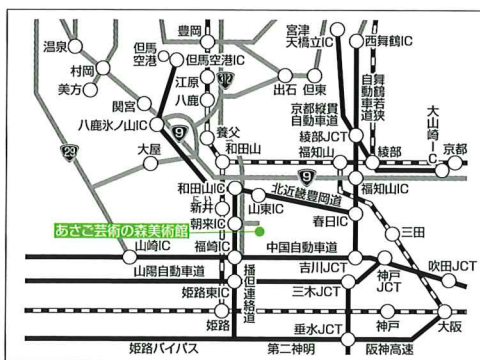 豊岡
宮津
天橋立IC
西舞鶴IC
温泉
但馬
空港
但馬空港IC
村岡
江原
312
出石
但東
美方
八鹿
京都縦貫
自動車道
舞鶴若狭
自動車道
大山崎IC
関宮
八鹿氷ノ山IC
9
養父
綾部JCT
和田山
福知山
綾部
京都
29
大屋
9
和田山IC
北近畿豊岡道
福知山IC
新井
にい
山東IC
朝来IC
春日IC
あさご芸術の森美術館
三田
山崎IC
福崎IC
中国自動車道
山陽自動車道
播但連絡道
吉川JCT
神戸
JCT
吹田JCT
姫路東IC
三木JCT
姫路
神戸
大阪
垂水JCT
姫路バイパス
第二神明
阪神高速